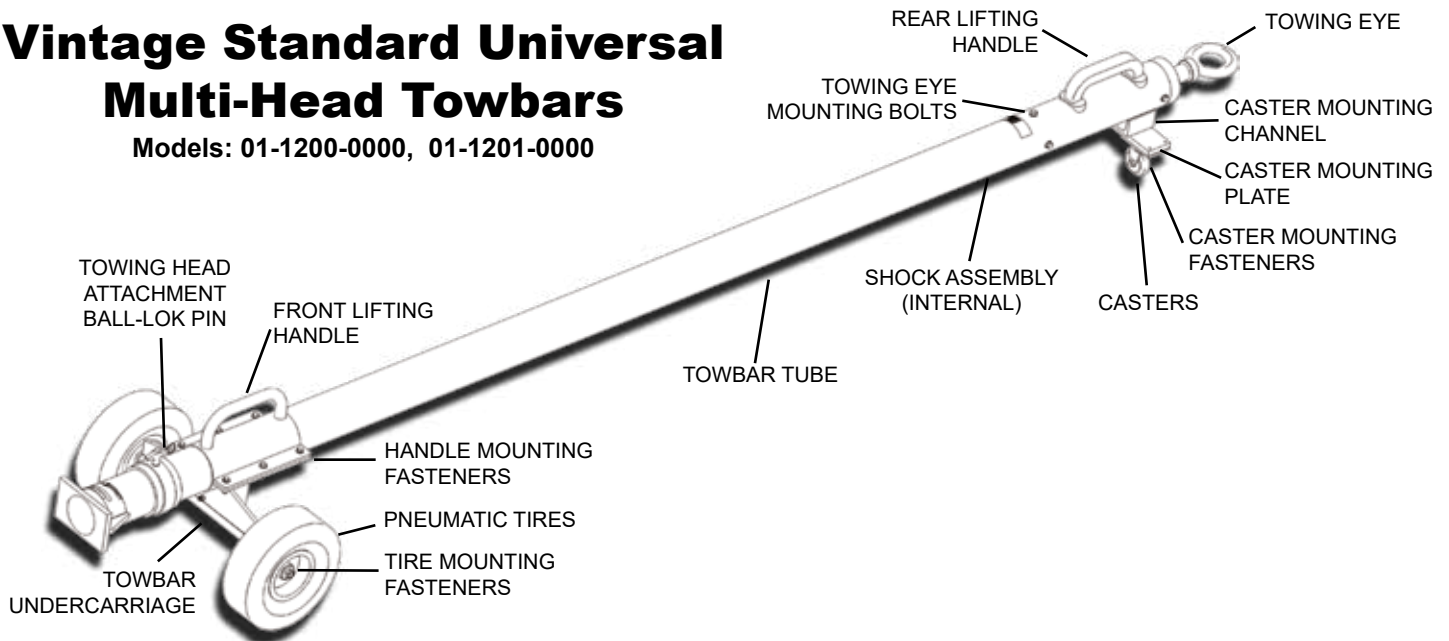 Vintage Standard Universal
Multi-Head Towbars
Models: 01-1200-0000, 01-1201-0000
REAR LIFTING
HANDLE
TOWING EYE
TOWING EYE
MOUNTING BOLTS
CASTER MOUNTING
CHANNEL
CASTER MOUNTING
PLATE
CASTER MOUNTING
FASTENERS
CASTERS
SHOCK ASSEMBLY
(INTERNAL)
TOWBAR TUBE
TOWING HEAD
ATTACHMENT
BALL-LOK PIN
FRONT LIFTING
HANDLE
HANDLE MOUNTING
FASTENERS
PNEUMATIC TIRES
TIRE MOUNTING
FASTENERS
TOWBAR
UNDERCARRIAGE